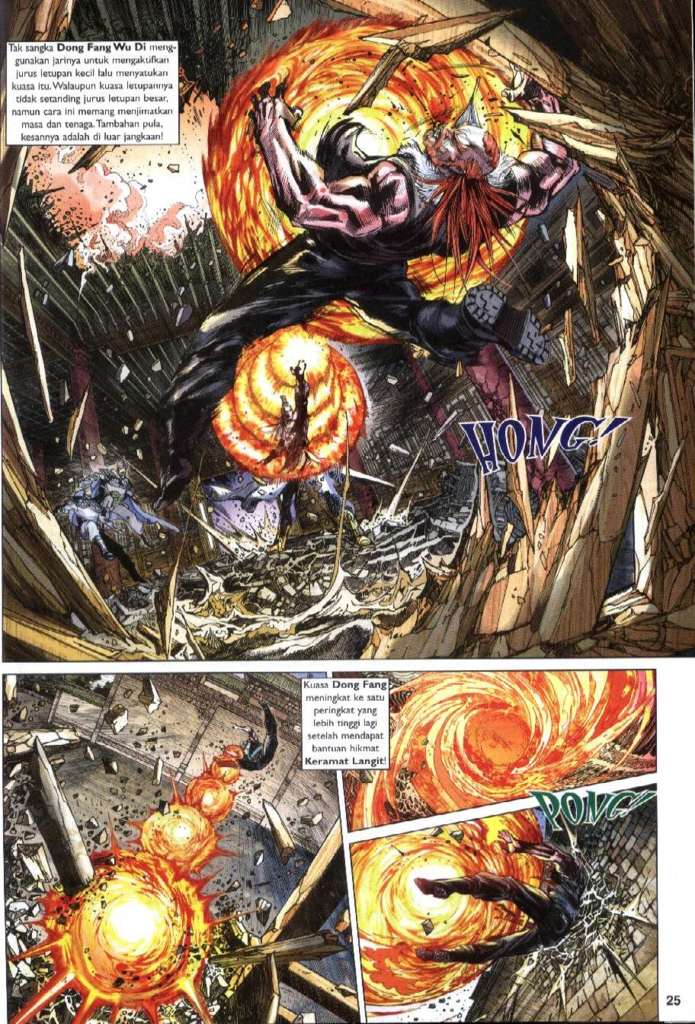 Tak sangka Dong Fang Wu Di meng-
gunakan jarinya untuk mengaktifkan
jurus letupan kecil lalu menyatukan
kuasa itu. Walaupun kuasa letupannya
tidak setanding jurus letupan besar,
namun cara ini memang menjimatkan
masa dan tenaga. Tambahan pula,
kesannya adalah di luar jangkaan!
HONG!
Kuasa Dong Fang
meningkat ke satu
peringkat yang
lebih tinggi lagi
setelah mendapat
bantuan hikmat
Keramat Langit!
PONG!
25